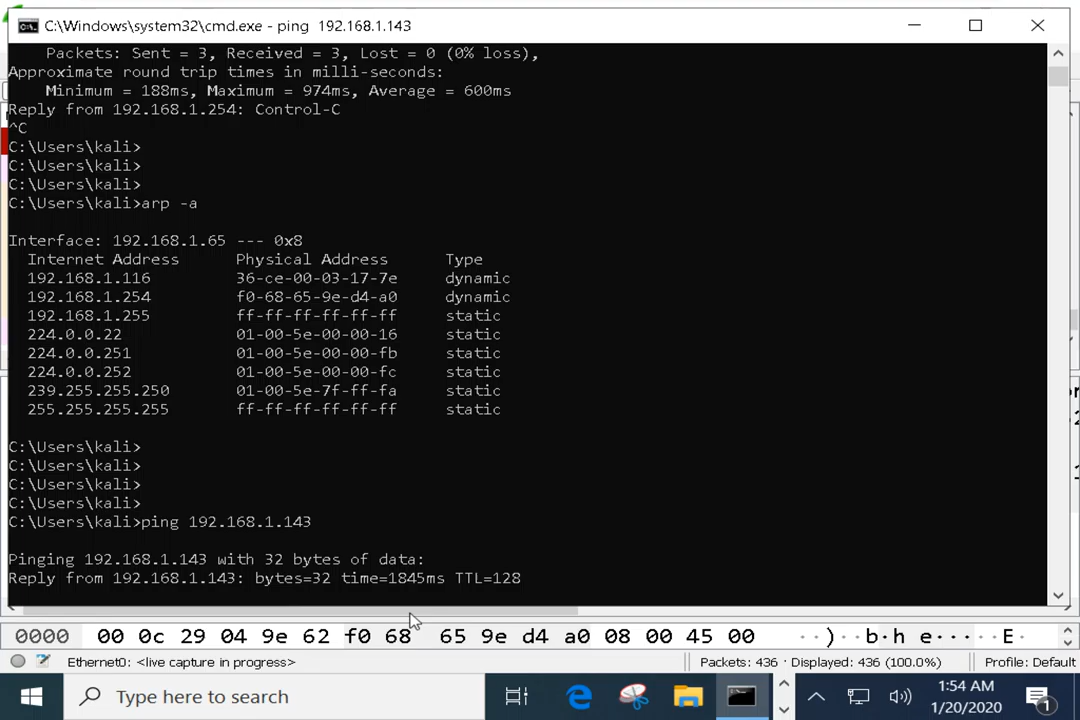 C:\Windows\system32\cmd.exe - ping  192.168.1.143
Packets: Sent = 3, Received = 3, Lost = 0 (0% loss),
Approximate round trip times in milli-seconds:
Minimum = 188ms, Maximum = 974ms, Average = 600ms
Reply from 192.168.1.254: Control-C
^C
C:\Users\kali>
C:\Users\kali>
C:\Users\kali>
C:\Users\kali>arp -a
Interface: 192.168.1.65 --- 0x8
Internet Address      Physical Address      Type
192.168.1.116         36-ce-00-03-17-7e     dynamic
192.168.1.254         f0-68-65-9e-d4-a0     dynamic
192.168.1.255         ff-ff-ff-ff-ff-ff     static
224.0.0.22            01-00-5e-00-00-16     static
224.0.0.251           01-00-5e-00-00-fb     static
224.0.0.252           01-00-5e-00-00-fc     static
239.255.255.250       01-00-5e-7f-ff-fa     static
255.255.255.255       ff-ff-ff-ff-ff-ff     static
C:\Users\kali>
C:\Users\kali>
C:\Users\kali>
C:\Users\kali>
C:\Users\kali>ping 192.168.1.143
Pinging 192.168.1.143 with 32 bytes of data:
Reply from 192.168.1.143: bytes=32 time=1845ms TTL=128
0000  00 0c 29 04 9e 62 f0 68  65 9e d4 a0 08 00 45 00  ··)··b·h e·····E·
Ethernet0: <live capture in progress>  Packets: 436 · Displayed: 436 (100.0%)  Profile: Default
Type here to search
1:54 AM
1/20/2020
1